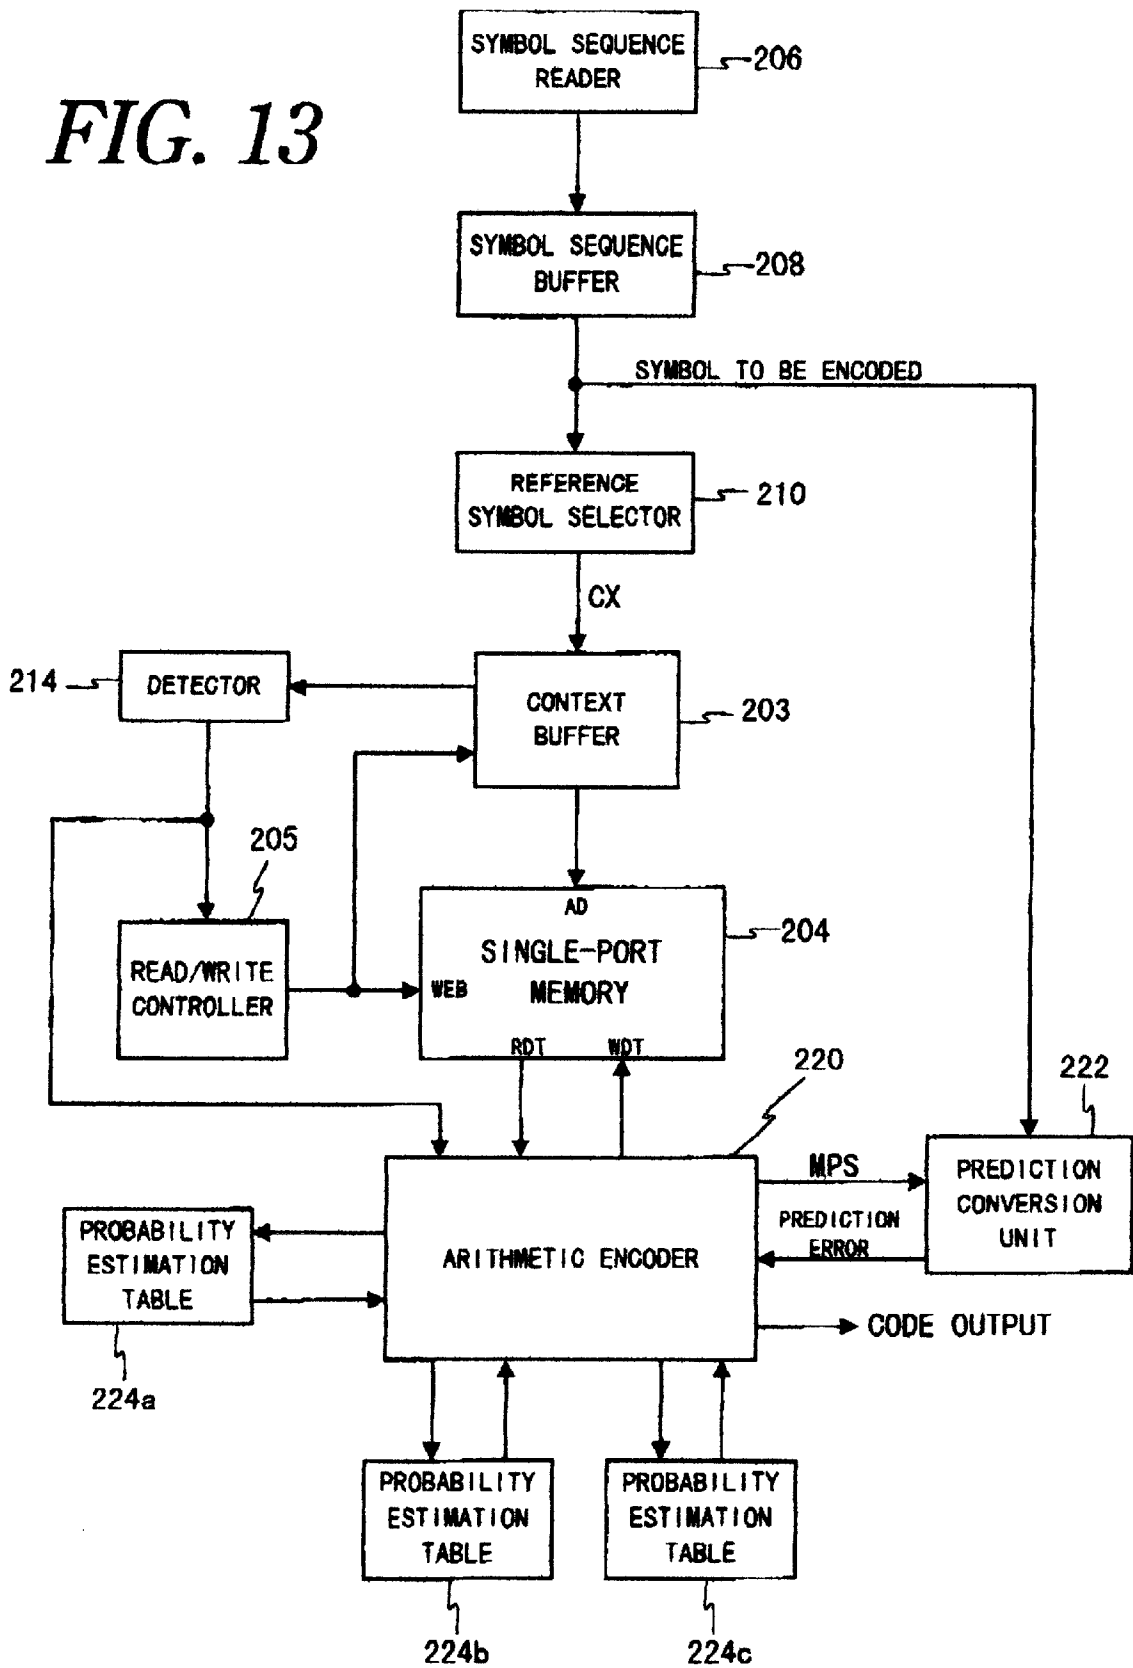 FIG. 13
SYMBOL SEQUENCE
READER
206
SYMBOL SEQUENCE
BUFFER
208
SYMBOL TO BE ENCODED
REFERENCE
SYMBOL SELECTOR
210
CX
214
DETECTOR
CONTEXT
BUFFER
203
205
READ/WRITE
CONTROLLER
AD
SINGLE-PORT
MEMORY
WEB
RDT
WDT
204
220
222
MPS
PREDICTION
CONVERSION
UNIT
PREDICTION
ERROR
PROBABILITY
ESTIMATION
TABLE
224a
ARITHMETIC ENCODER
CODE OUTPUT
PROBABILITY
ESTIMATION
TABLE
224b
PROBABILITY
ESTIMATION
TABLE
224c